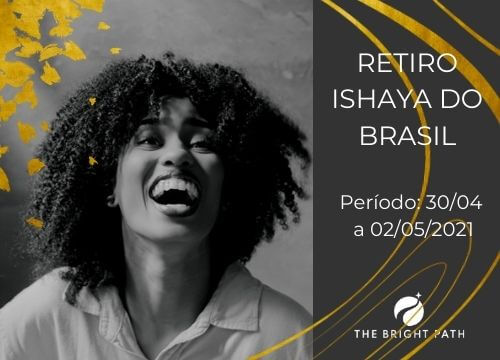 RETIRO
ISHAYA DO
BRASIL
Período: 30/04
a 02/05/2021
THE BRIGHT PATH